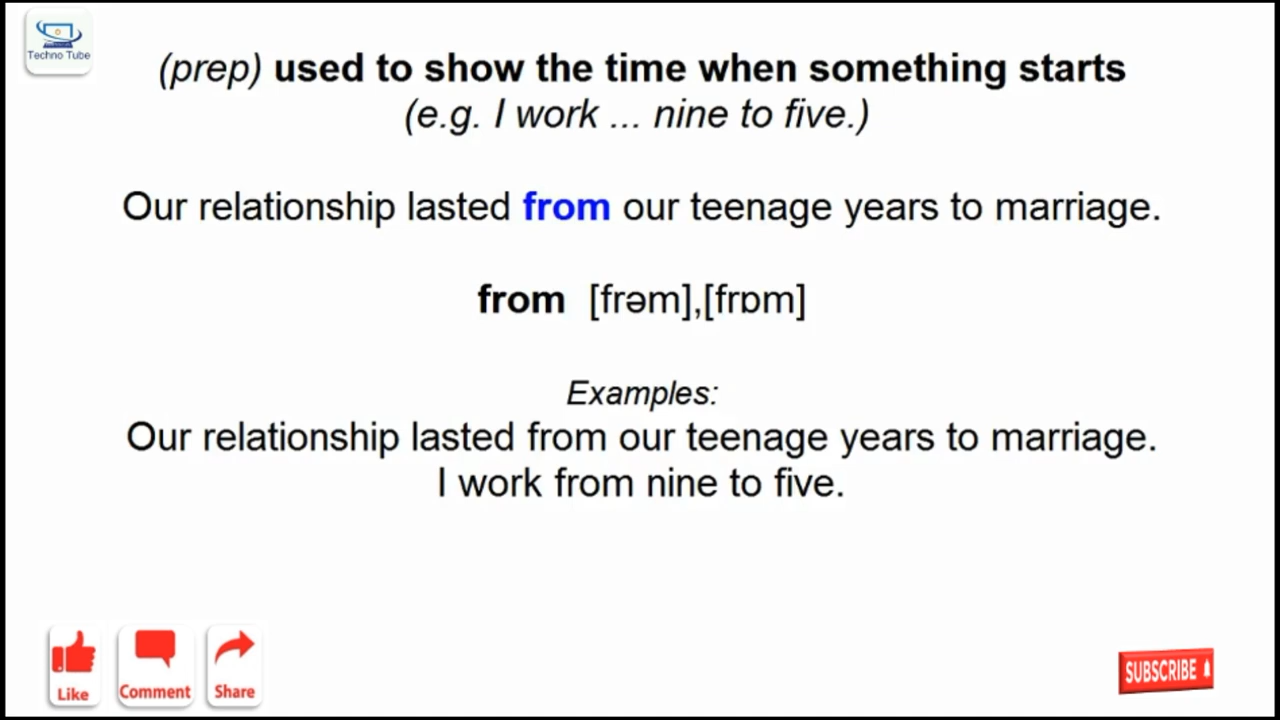 Techno Tube
(prep) used to show the time when something starts
(e.g. I work ... nine to five.)
Our relationship lasted from our teenage years to marriage.
from [frəm],[frɒm]
Examples:
Our relationship lasted from our teenage years to marriage.
I work from nine to five.
Like
Comment
Share
SUBSCRIBE